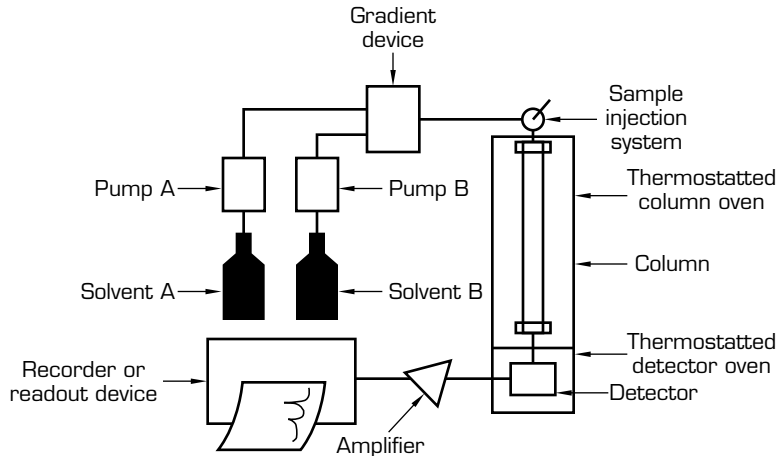 Gradient
device
Sample
injection
system
Pump A
Pump B
Thermostatted
column oven
Column
Solvent A
Solvent B
Thermostatted
detector oven
Recorder or
readout device
Detector
Amplifier